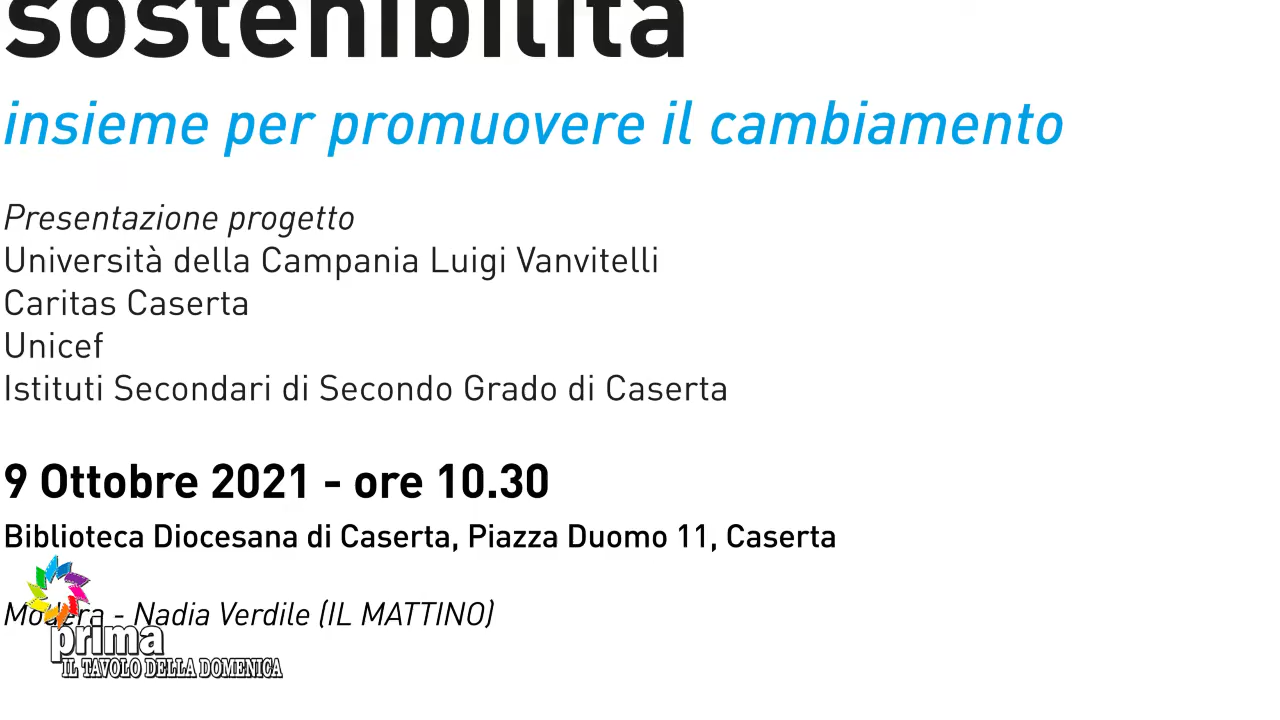 sostenibilità
insieme per promuovere il cambiamento
Presentazione progetto
Università della Campania Luigi Vanvitelli
Caritas Caserta
Unicef
Istituti Secondari di Secondo Grado di Caserta
9 Ottobre 2021 - ore 10.30
Biblioteca Diocesana di Caserta, Piazza Duomo 11, Caserta
Modera - Nadia Verdile (IL MATTINO)
prima
IL TAVOLO DELLA DOMENICA